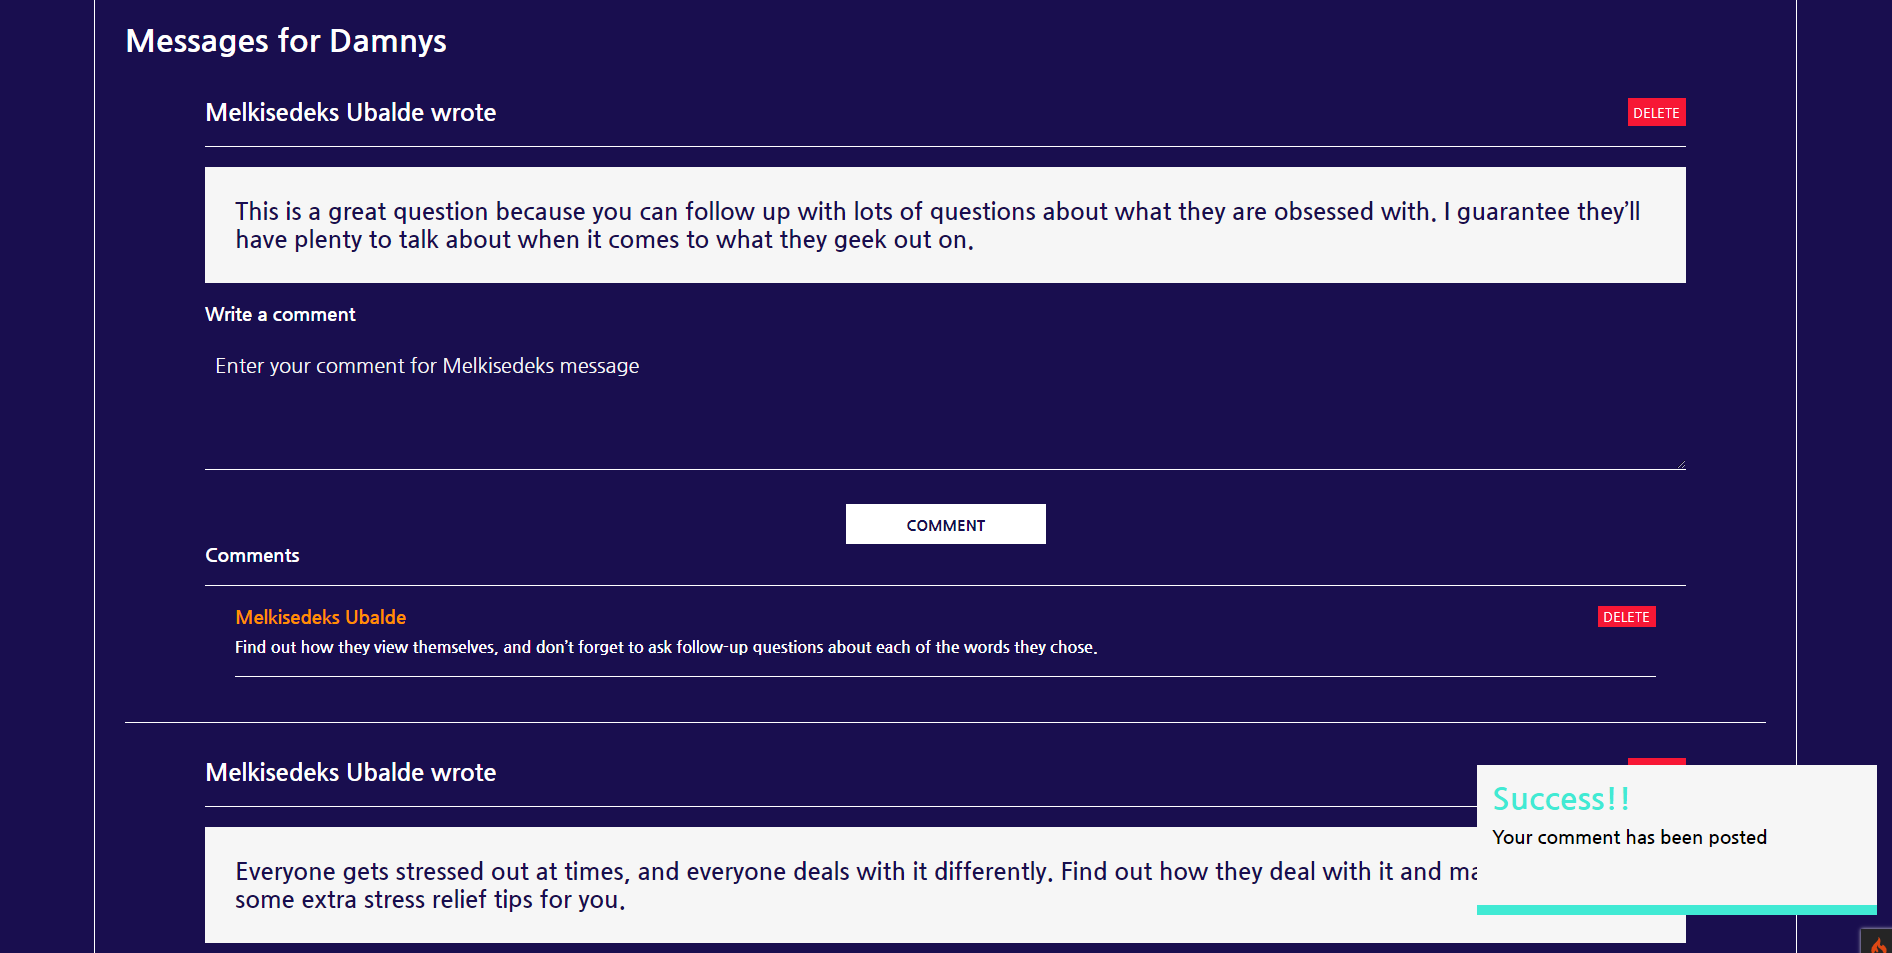 Messages for Damnys
Melkisedeks Ubalde wrote
DELETE
This is a great question because you can follow up with lots of questions about what they are obsessed with. I guarantee they’ll
have plenty to talk about when it comes to what they geek out on.
Write a comment
Enter your comment for Melkisedeks message
COMMENT
Comments
Melkisedeks Ubalde
DELETE
Find out how they view themselves, and don’t forget to ask follow-up questions about each of the words they chose.
Melkisedeks Ubalde wrote
Everyone gets stressed out at times, and everyone deals with it differently. Find out how they deal with it and
some extra stress relief tips for you.
Success!!
Your comment has been posted